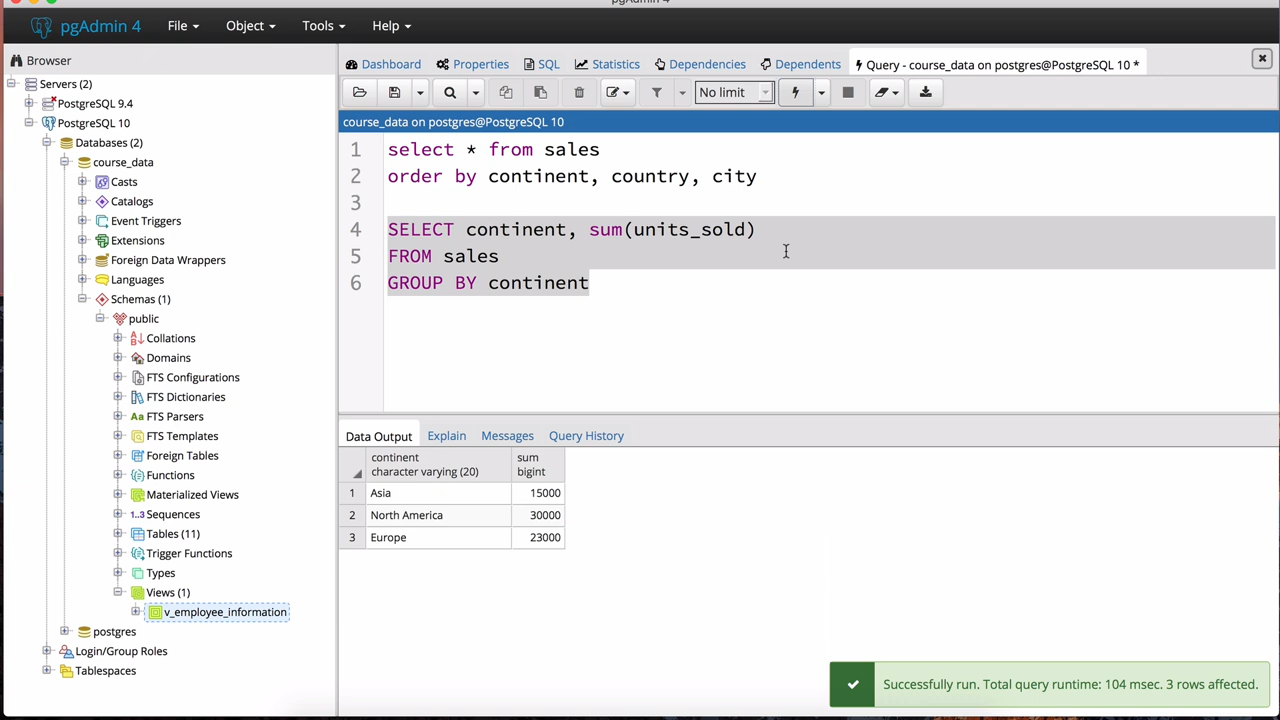 pgAdmin 4
pgAdmin 4 File Object Tools Help
Browser
Servers (2)
PostgreSQL 9.4
PostgreSQL 10
Databases (2)
course_data
Casts
Catalogs
Event Triggers
Extensions
Foreign Data Wrappers
Languages
Schemas (1)
public
Collations
Domains
FTS Configurations
FTS Dictionaries
Aa FTS Parsers
FTS Templates
Foreign Tables
Functions
Materialized Views
1..3 Sequences
Tables (11)
Trigger Functions
Types
Views (1)
v_employee_information
postgres
Login/Group Roles
Tablespaces
Dashboard Properties SQL Statistics Dependencies Dependents Query - course_data on postgres@PostgreSQL 10 *
No limit
course_data on postgres@PostgreSQL 10
1 select * from sales
2 order by continent, country, city
3
4 SELECT continent, sum(units_sold)
5 FROM sales
6 GROUP BY continent
Data Output Explain Messages Query History
continent sum
character varying (20) bigint
1 Asia 15000
2 North America 30000
3 Europe 23000
Successfully run. Total query runtime: 104 msec. 3 rows affected.